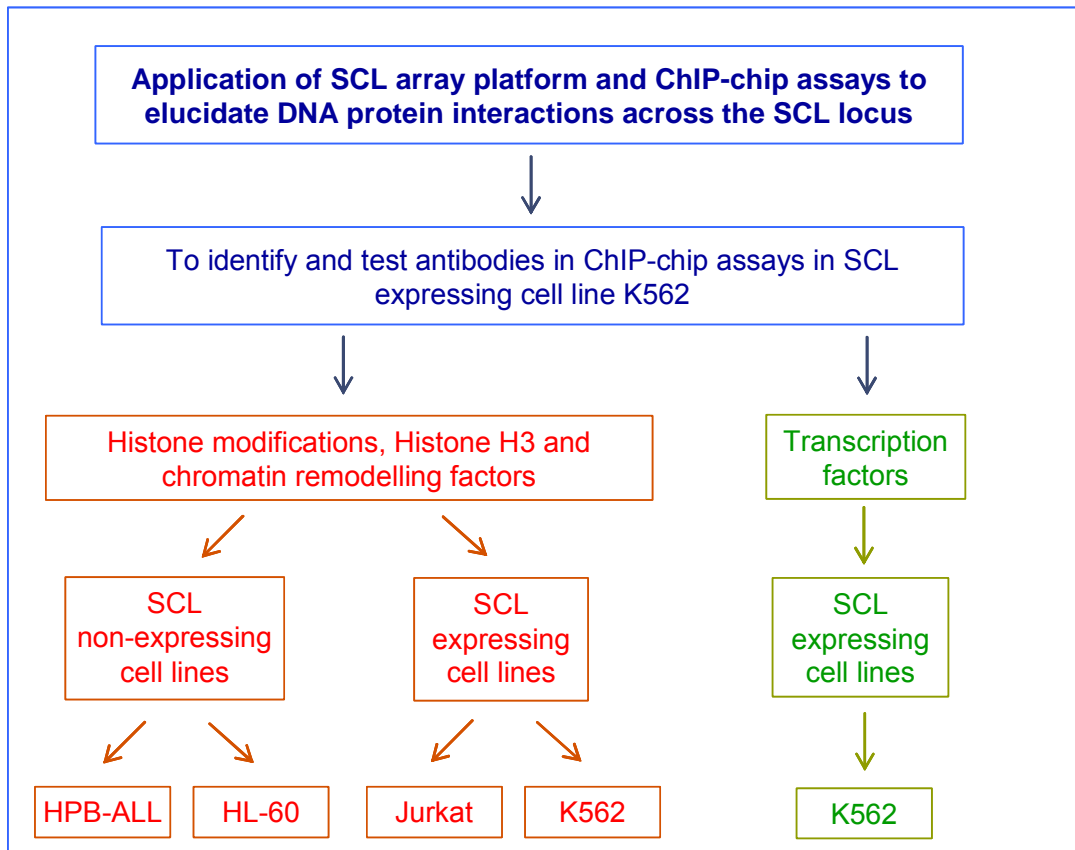 Application of SCL array platform and ChIP-chip assays to
elucidate DNA protein interactions across the SCL locus
To identify and test antibodies in ChIP-chip assays in SCL
expressing cell line K562
Histone modifications, Histone H3 and
chromatin remodelling factors
Transcription
factors
SCL
non-expressing
cell lines
SCL
expressing
cell lines
SCL
expressing
cell lines
HPB-ALL
HL-60
Jurkat
K562
K562